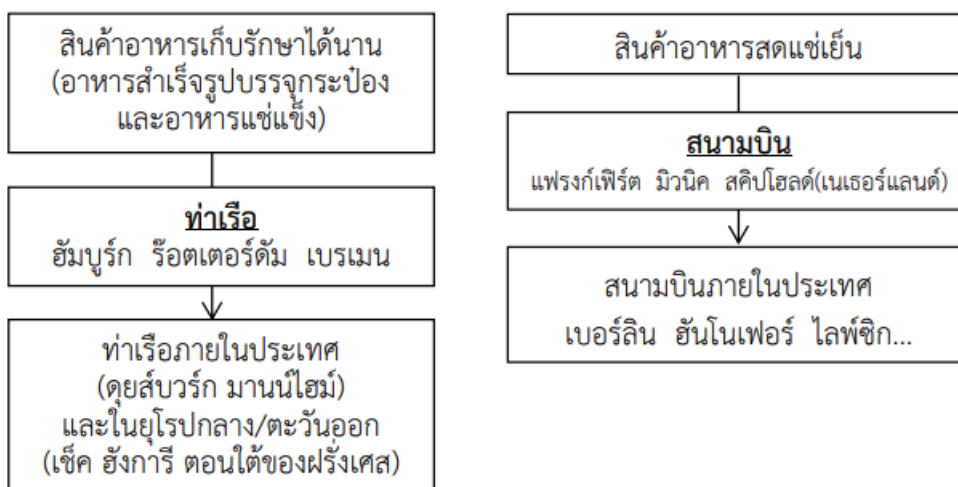 สินค้าอาหารเก็บรักษาได้นาน
(อาหารสำเร็จรูปบรรจุกระป๋อง
และอาหารแช่แข็ง)
ท่าเรือ
ฮัมบูร์ก ร๊อตเตอร์ดัม เบรเมน
ท่าเรือภายในประเทศ
(ดุยส์บวร์ก มานน์ไฮม์)
และในยุโรปกลาง/ตะวันออก
(เช็ค ฮังการี ตอนใต้ของฝรั่งเศส)
สินค้าอาหารสดแช่เย็น
สนามบิน
แฟรงก์เฟิร์ต มิวนิค สคิปโฮลด์(เนเธอร์แลนด์)
สนามบินภายในประเทศ
เบอร์ลิน ฮันโนเฟอร์ ไลพ์ซิก...